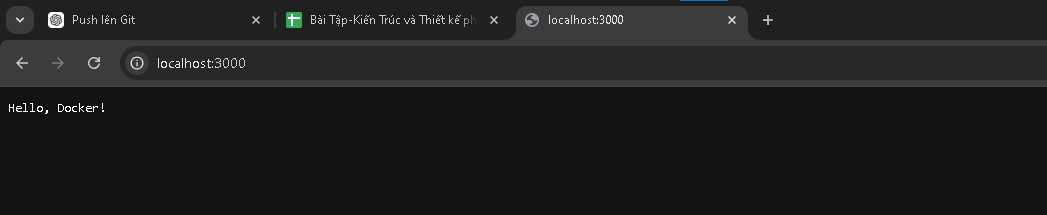 Push lên Git
Bài Tập-Kiến Trúc và Thiết kế ph
localhost:3000
localhost:3000
Hello, Docker!